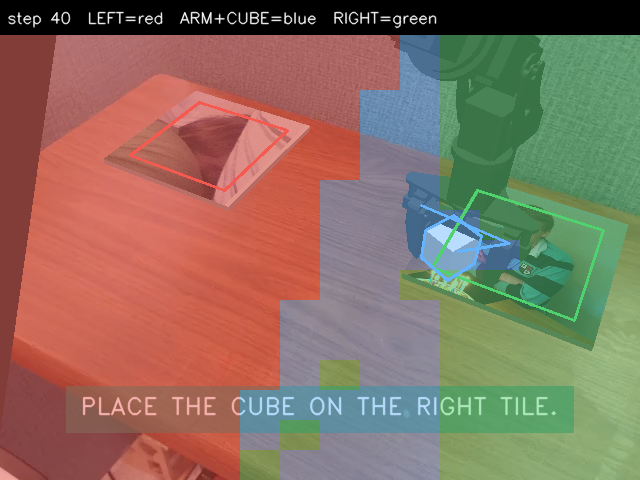 step 40 LEFT=red ARM+CUBE=blue RIGHT=green
PLACE THE CUBE ON THE RIGHT TILE.